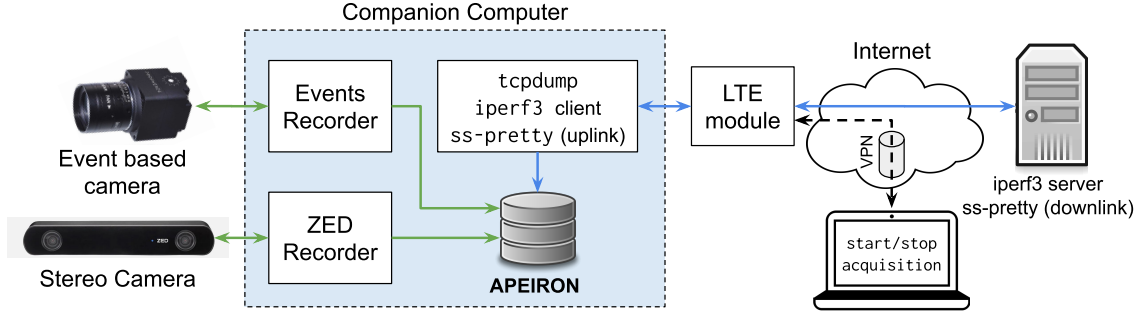 Companion Computer
Event based
camera
Events
Recorder
tcpdump
iperf3 client
ss-pretty (uplink)
LTE
module
Internet
VPN
iperf3 server
ss-pretty (downlink)
ZED
Stereo Camera
ZED
Recorder
APEIRON
start/stop
acquisition